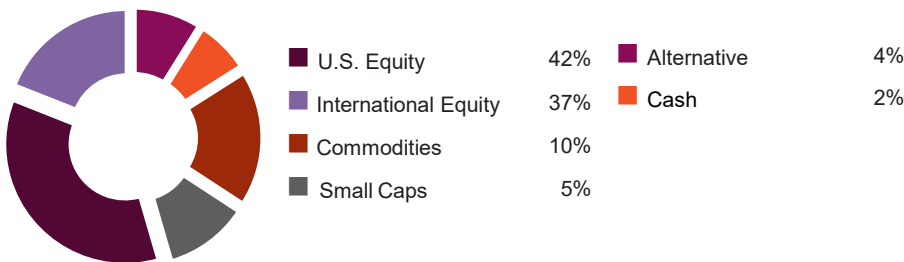 U.S. Equity 42%
International Equity 37%
Commodities 10%
Small Caps 5%
Alternative 4%
Cash 2%